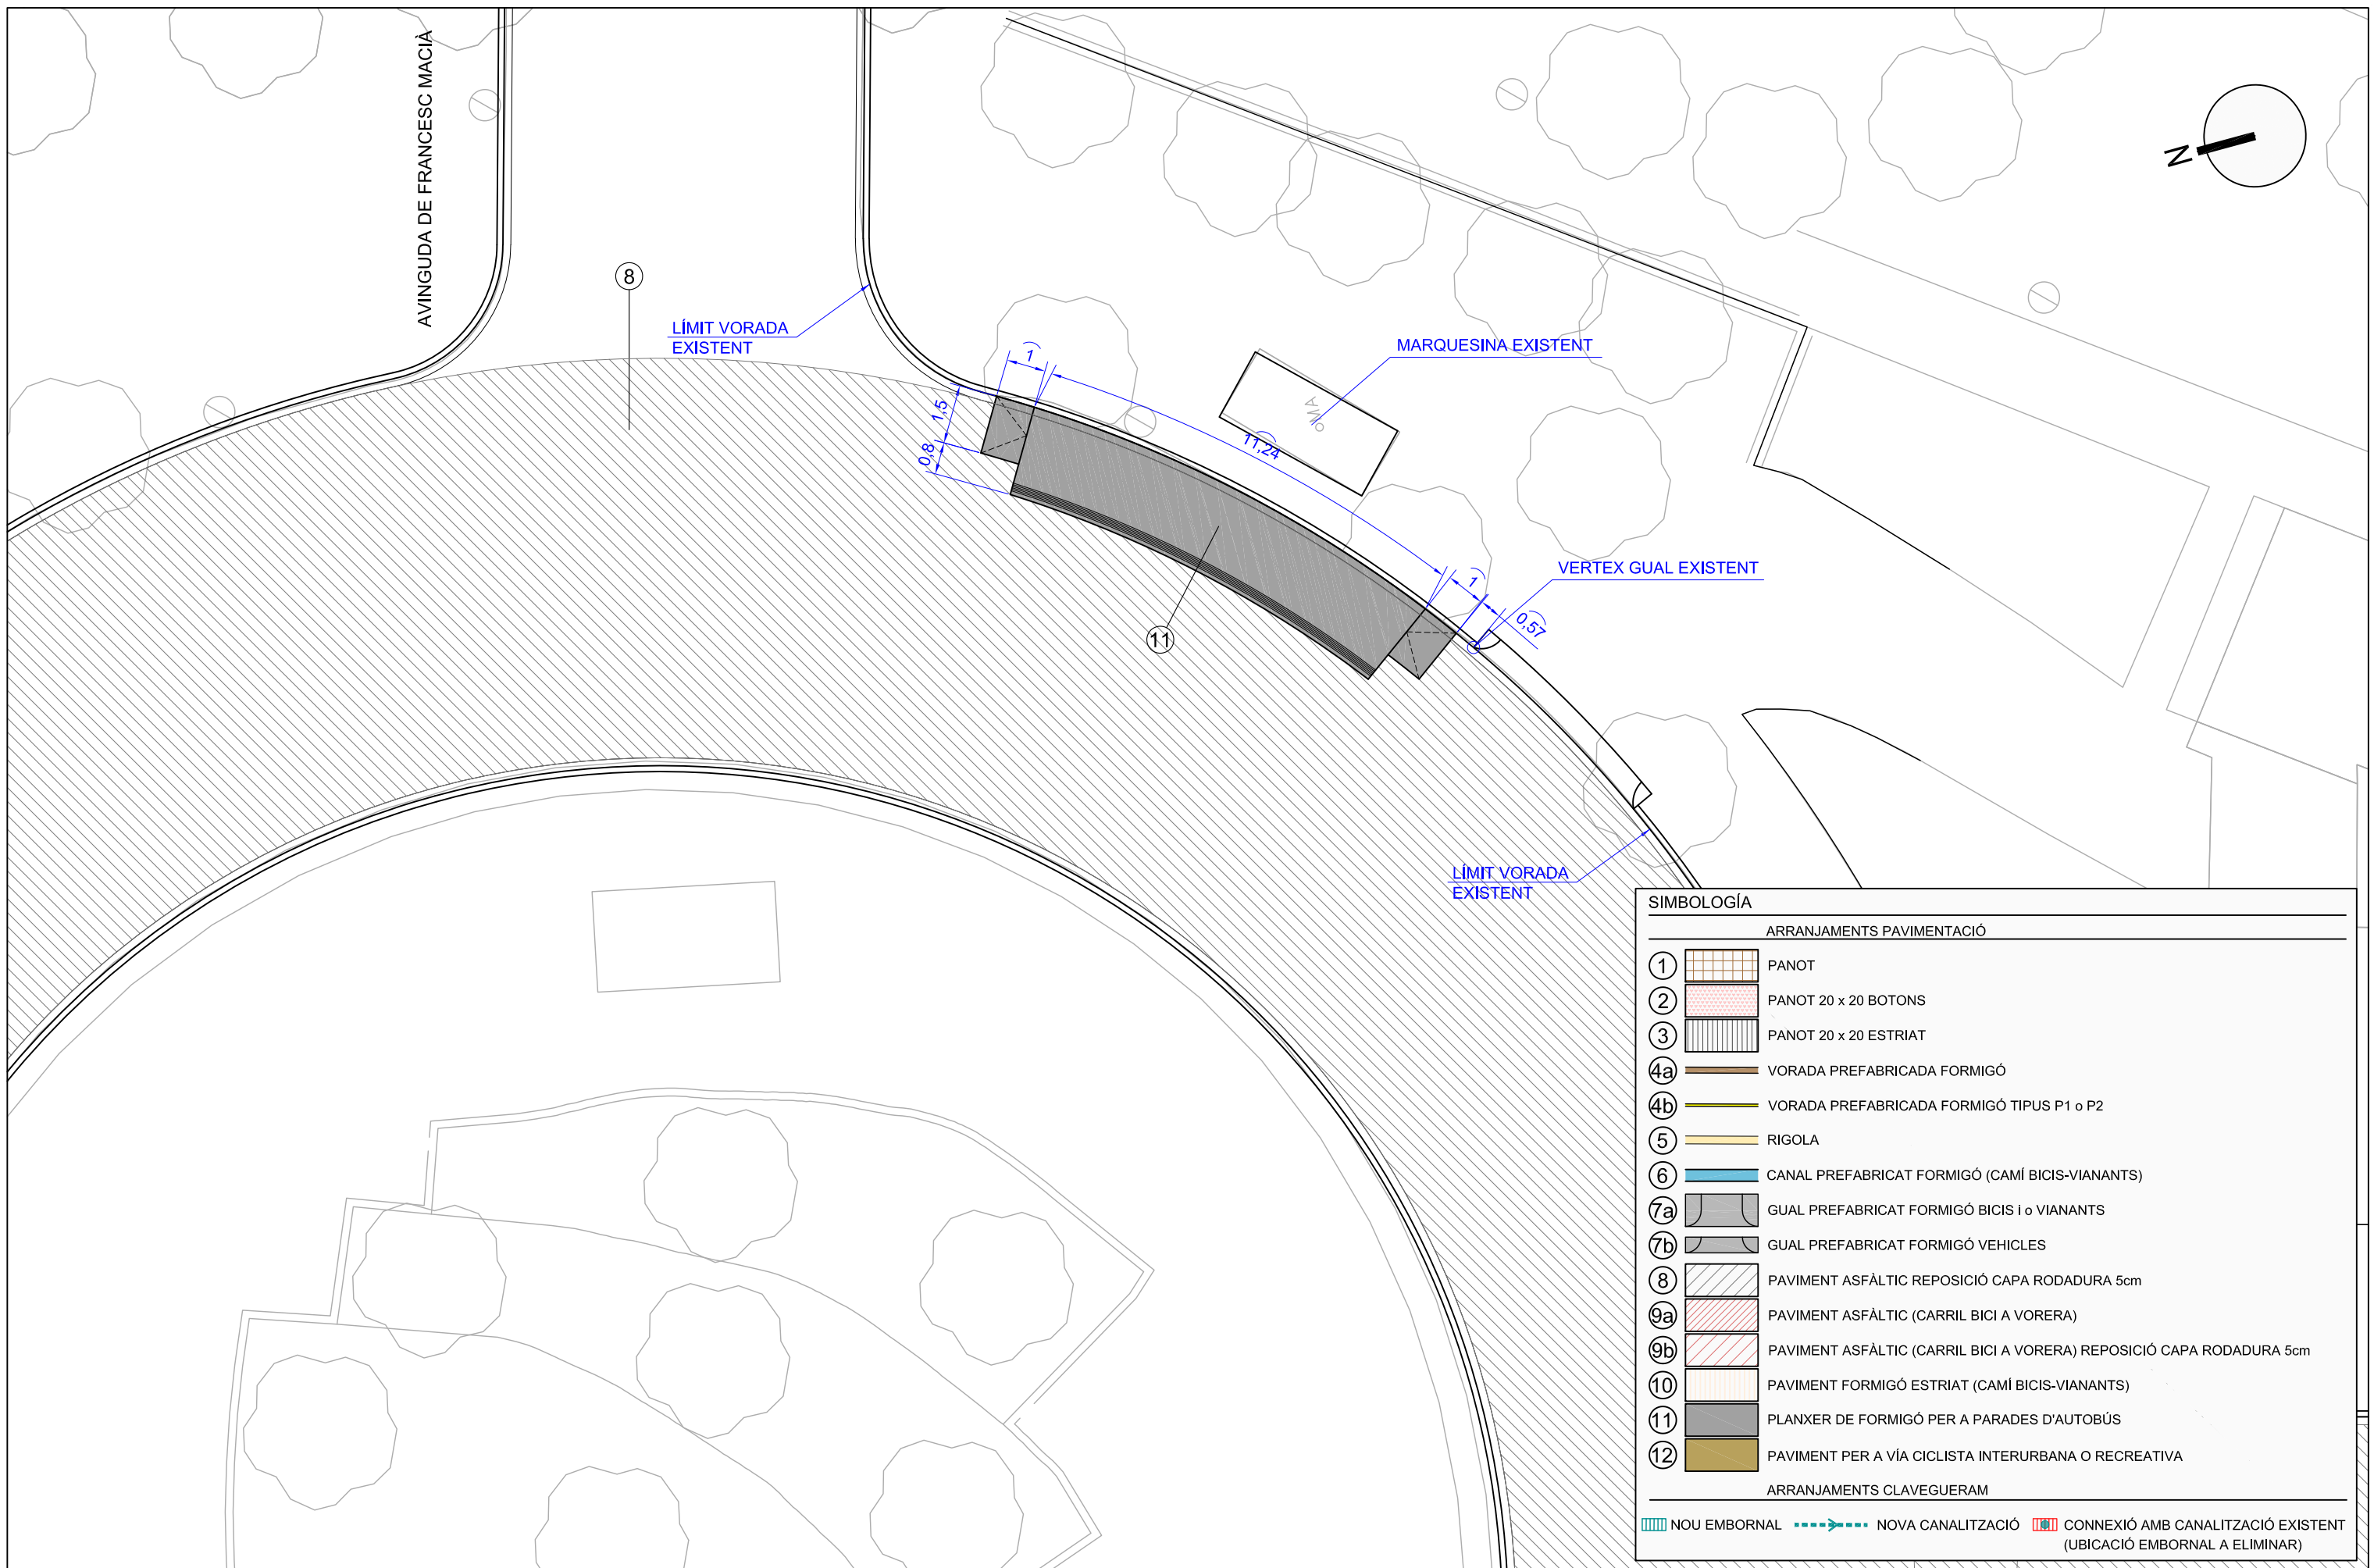 AVINGUDA DE FRANCESC MACIÀ
N
8
LÍMIT VORADA
EXISTENT
MARQUESINA EXISTENT
MA
1
1,5
0,8
11,24
VERTEX GUAL EXISTENT
1
0,57
11
LÍMIT VORADA
EXISTENT
SIMBOLOGÍA
ARRANJAMENTS PAVIMENTACIÓ
1 PANOT
2 PANOT 20 x 20 BOTONS
3 PANOT 20 x 20 ESTRIAT
4a VORADA PREFABRICADA FORMIGÓ
4b VORADA PREFABRICADA FORMIGÓ TIPUS P1 o P2
5 RIGOLA
6 CANAL PREFABRICAT FORMIGÓ (CAMÍ BICIS-VIANANTS)
7a GUAL PREFABRICAT FORMIGÓ BICIS i o VIANANTS
7b GUAL PREFABRICAT FORMIGÓ VEHICLES
8 PAVIMENT ASFÀLTIC REPOSICIÓ CAPA RODADURA 5cm
9a PAVIMENT ASFÀLTIC (CARRIL BICI A VORERA)
9b PAVIMENT ASFÀLTIC (CARRIL BICI A VORERA) REPOSICIÓ CAPA RODADURA 5cm
10 PAVIMENT FORMIGÓ ESTRIAT (CAMÍ BICIS-VIANANTS)
11 PLANXER DE FORMIGÓ PER A PARADES D'AUTOBÚS
12 PAVIMENT PER A VÍA CICLISTA INTERURBANA O RECREATIVA
ARRANJAMENTS CLAVEGUERAM
NOU EMBORNAL NOVA CANALITZACIÓ CONNEXIÓ AMB CANALITZACIÓ EXISTENT
(UBICACIÓ EMBORNAL A ELIMINAR)